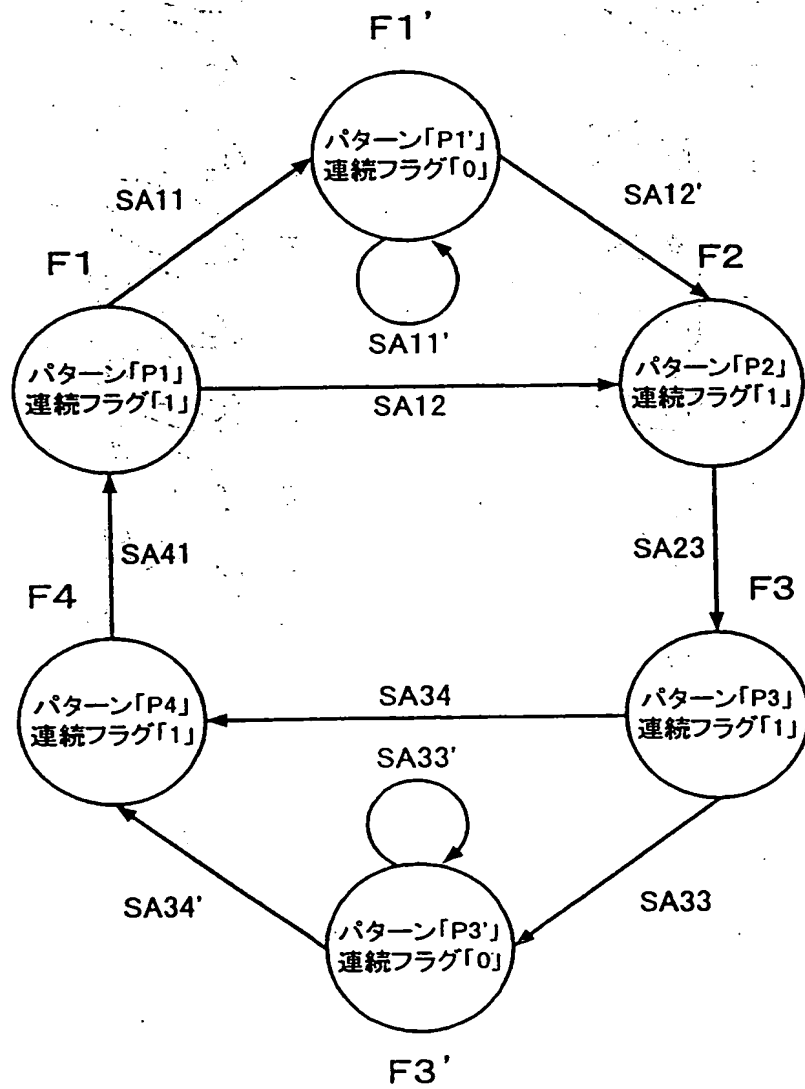 F1'
パターン「P1'」
連続フラグ「0」
SA11
SA12'
F1
F2
SA11'
パターン「P1」
連続フラグ「1」
パターン「P2」
連続フラグ「1」
SA12
SA41
SA23
F4
F3
パターン「P4」
連続フラグ「1」
SA34
パターン「P3」
連続フラグ「1」
SA33'
SA34'
SA33
パターン「P3'」
連続フラグ「0」
F3'